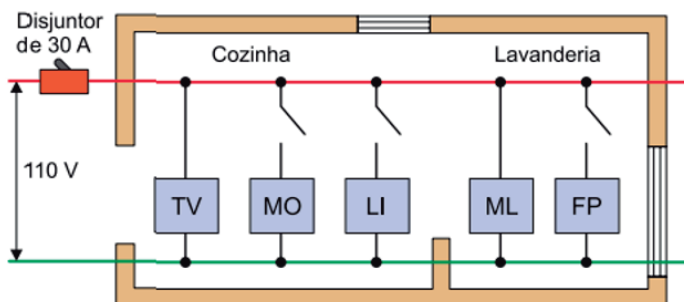 Disjuntor
de 30 A
Cozinha
Lavanderia
110 V
TV
MO
LI
ML
FP